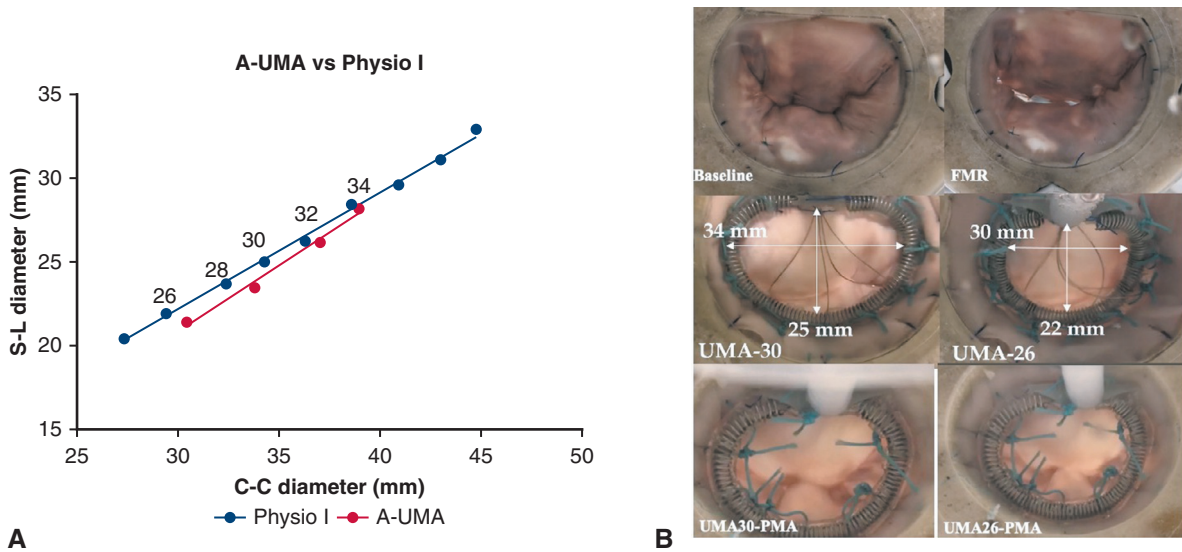 A-UMA vs Physio I
S-L diameter (mm)
35
30
25
20
15
26
28
30
32
34
25
30
35
40
45
50
C-C diameter (mm)
Physio I
A-UMA
A
Baseline
FMR
34 mm
25 mm
UMA-30
30 mm
22 mm
UMA-26
UMA30-PMA
UMA26-PMA
B